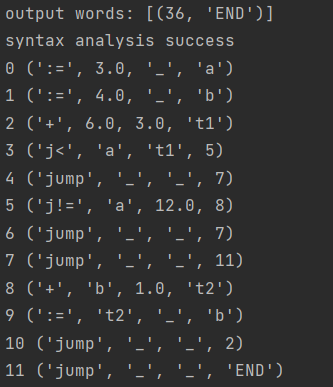 output words: [(36, 'END')]
syntax analysis success
0 (':=', 3.0, '_', 'a')
1 (':=', 4.0, '_', 'b')
2 ('+', 6.0, 3.0, 't1')
3 ('j<', 'a', 't1', 5)
4 ('jump', '_', '_', 7)
5 ('j!=', 'a', 12.0, 8)
6 ('jump', '_', '_', 7)
7 ('jump', '_', '_', 11)
8 ('+', 'b', 1.0, 't2')
9 (':=', 't2', '_', 'b')
10 ('jump', '_', '_', 2)
11 ('jump', '_', '_', 'END')